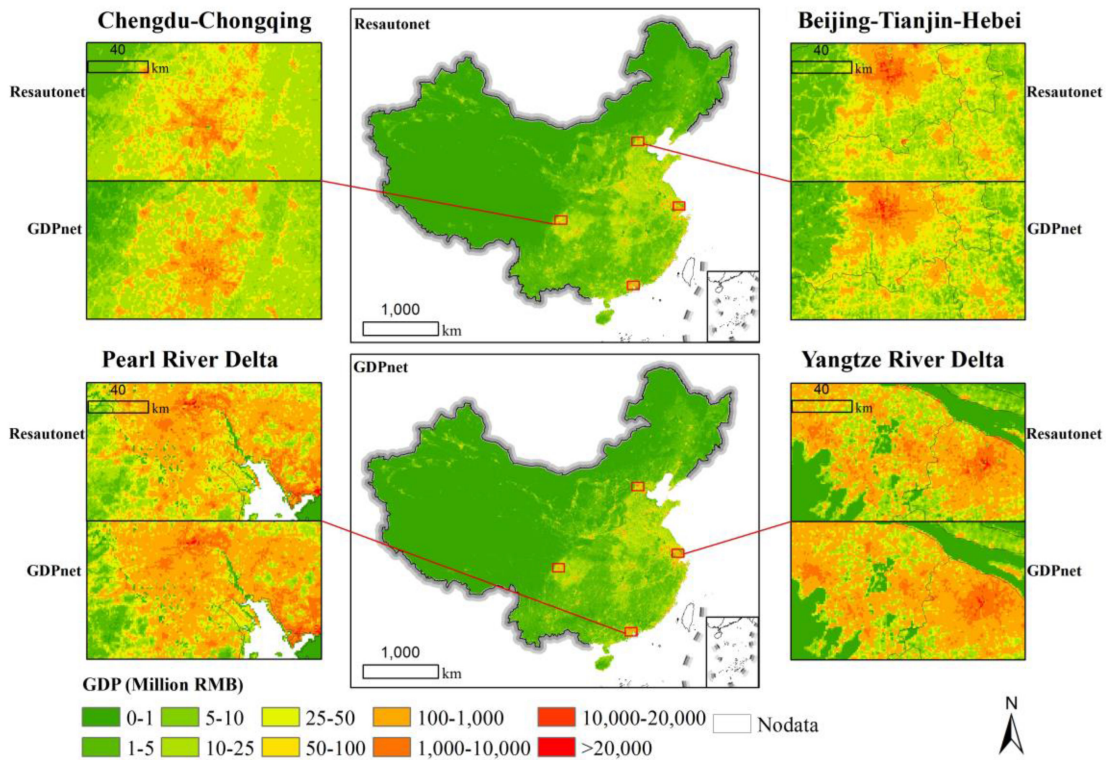 Chengdu-Chongqing
Beijing-Tianjin-Hebei
Resautonet
40
km
Resautonet
GDPnet
40
km
Resautonet
GDPnet
1,000
km
Pearl River Delta
Yangtze River Delta
GDPnet
40
km
Resautonet
GDPnet
40
km
Resautonet
GDPnet
1,000
km
GDP (Million RMB)
0-1
5-10
25-50
100-1,000
10,000-20,000
Nodata
1-5
10-25
50-100
1,000-10,000
>20,000
N